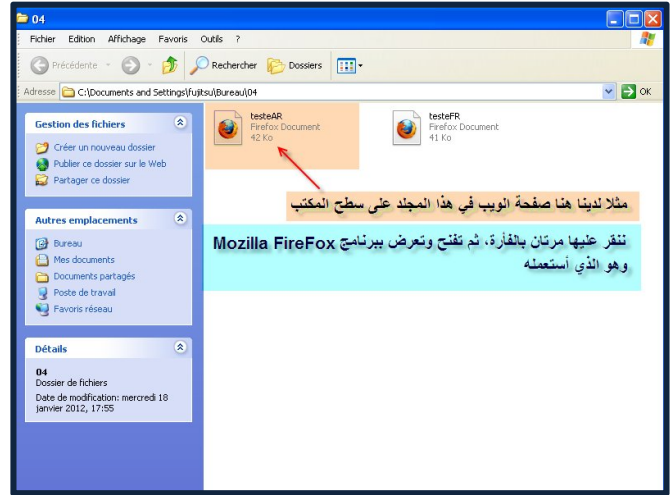 04
Fichier Edition Affichage Favoris Outils ?
Précédente Rechercher Dossiers
Adresse C:\Documents and Settings\fujitsu\Bureau\04 OK
Gestion des fichiers
Créer un nouveau dossier
Publier ce dossier sur le Web
Partager ce dossier
Autres emplacements
Bureau
Mes documents
Documents partagés
Poste de travail
Favoris réseau
Détails
04
Dossier de fichiers
Date de modification: mercredi 18
janvier 2012, 17:55
testeAR
Firefox Document
42 Ko
testeFR
Firefox Document
41 Ko
مثلا لدينا هنا صفحة الويب في هذا المجلد على سطح المكتب
ننقر عليها مرتان بالفأرة، ثم تفتح وتعرض ببرنامج Mozilla FireFox
وهو الذي أستعمله